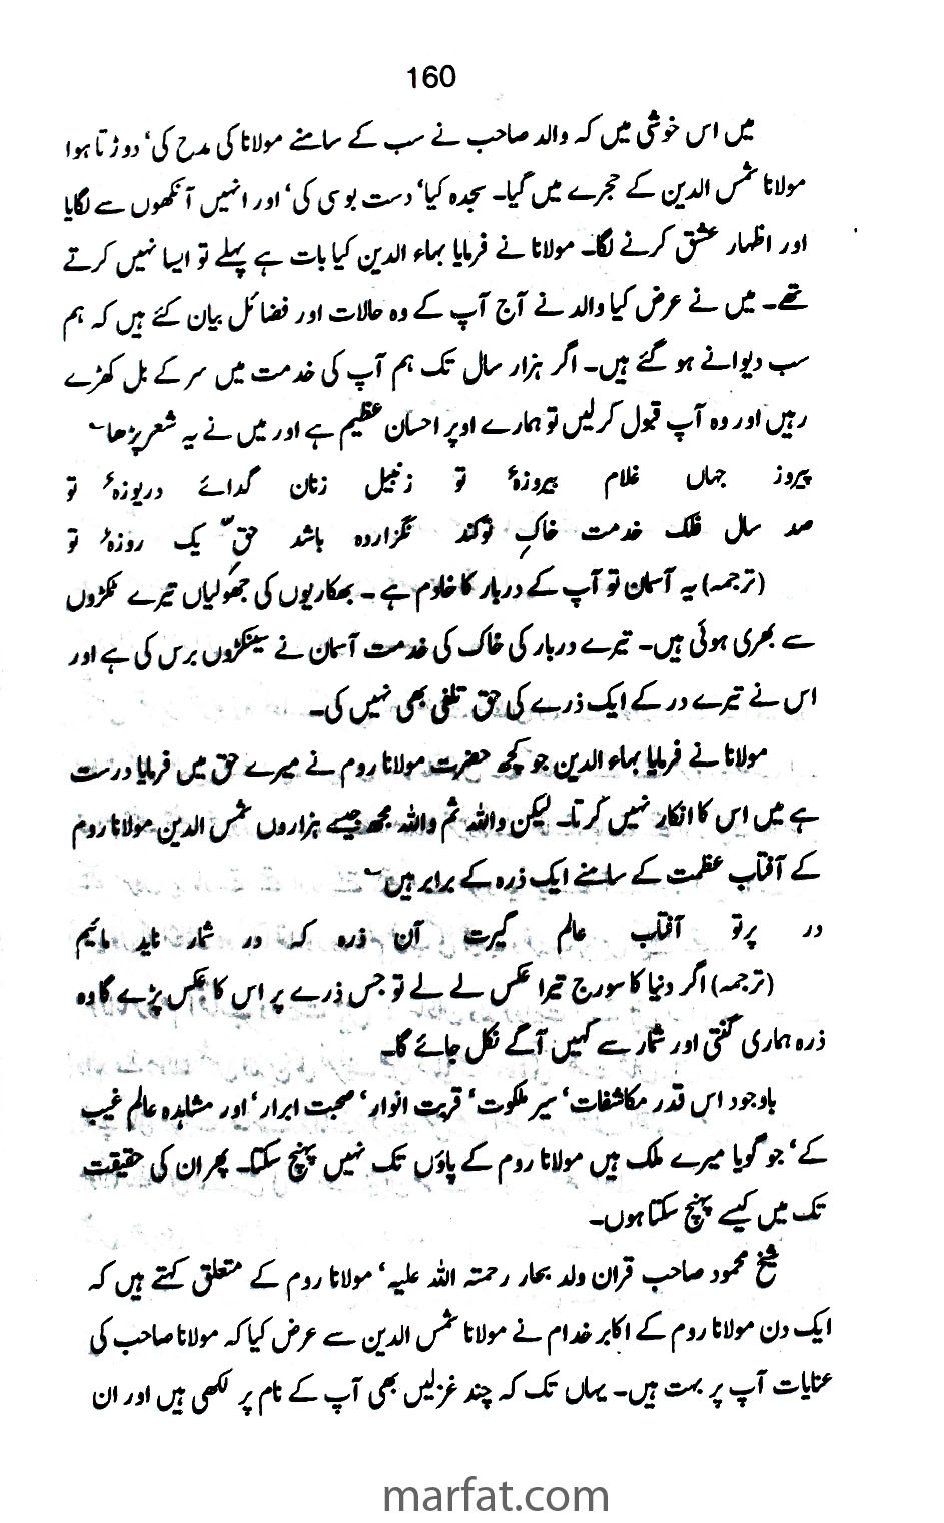 160
میں اس خوشی میں کہ والد صاحب نے سب کے سامنے مولانا کی مدح کی‘ دوڑتا ہوا
مولانا شمس الدین کے حجرے میں گیا۔ سجدہ کیا‘ دست بوسی کی‘ اور انہیں آنکھوں سے لگایا
اور اظہار عشق کرنے لگا۔ مولانا نے فرمایا بہاء الدین کیا بات ہے پہلے تو ایسا نہیں کرتے
تھے۔ میں نے عرض کیا والد نے آج آپ کے وہ حالات اور فضائل بیان کئے ہیں کہ ہم
سب دیوانے ہو گئے ہیں۔ اگر ہزار سال تک ہم آپ کی خدمت میں سر کے بل کھڑے
رہیں اور وہ آپ قبول کرلیں تو ہمارے اوپر احسان عظیم ہے اور میں نے یہ شعر پڑھا۔
پیروز جہاں غلام بیروزۂ تو زنبیل زنان گدائے دریوزۂ تو
صد سال فلک خدمت خاکِ تو کند نگزاردہ باشد حقِّ یک روزۂ تو
(ترجمہ) یہ آسمان تو آپ کے دربار کا خادم ہے ۔ بھکاریوں کی جھولیاں تیرے ٹکڑوں
سے بھری ہوئی ہیں۔ تیرے دربار کی خاک کی خدمت آسمان نے سینکڑوں برس کی ہے اور
اس نے تیرے در کے ایک ذرے کی حق تلفی بھی نہیں کی۔
مولانا نے فرمایا بہاء الدین جو کچھ حضرت مولانا روم نے میرے حق میں فرمایا درست
ہے میں اس کا انکار نہیں کرتا۔ لیکن واللہ ثم واللہ مجھ جیسے ہزاروں شمس الدین مولانا روم
کے آفتاب عظمت کے سامنے ایک ذرہ کے برابر ہیں۔
در پرتو آفتاب عالم گیرت آن ذرہ کہ در شمار ناید مائیم
(ترجمہ) اگر دنیا کا سورج تیرا عکس لے لے تو جس ذرے پر اس کا عکس پڑے گا وہ
ذرہ ہماری گنتی اور شمار سے کہیں آگے نکل جائے گا۔
باوجود اس قدر مکاشفات‘ سیر ملکوت‘ قربت انوار‘ صحبت ابرار‘ اور مشاہدہ عالم غیب
کے‘ جو گویا میرے ملک ہیں مولانا روم کے پاؤں تک نہیں پہنچ سکتا۔ پھر ان کی حقیقت
تک میں کیسے پہنچ سکتا ہوں۔
شیخ محمود صاحب قران ولد بحار رحمتہ اللہ علیہ‘ مولانا روم کے متعلق کہتے ہیں کہ
ایک دن مولانا روم کے اکابر خدام نے مولانا شمس الدین سے عرض کیا کہ مولانا صاحب کی
عنایات آپ پر بہت ہیں۔ یہاں تک کہ چند غزلیں بھی آپ کے نام پر لکھی ہیں اور ان
marfat.com